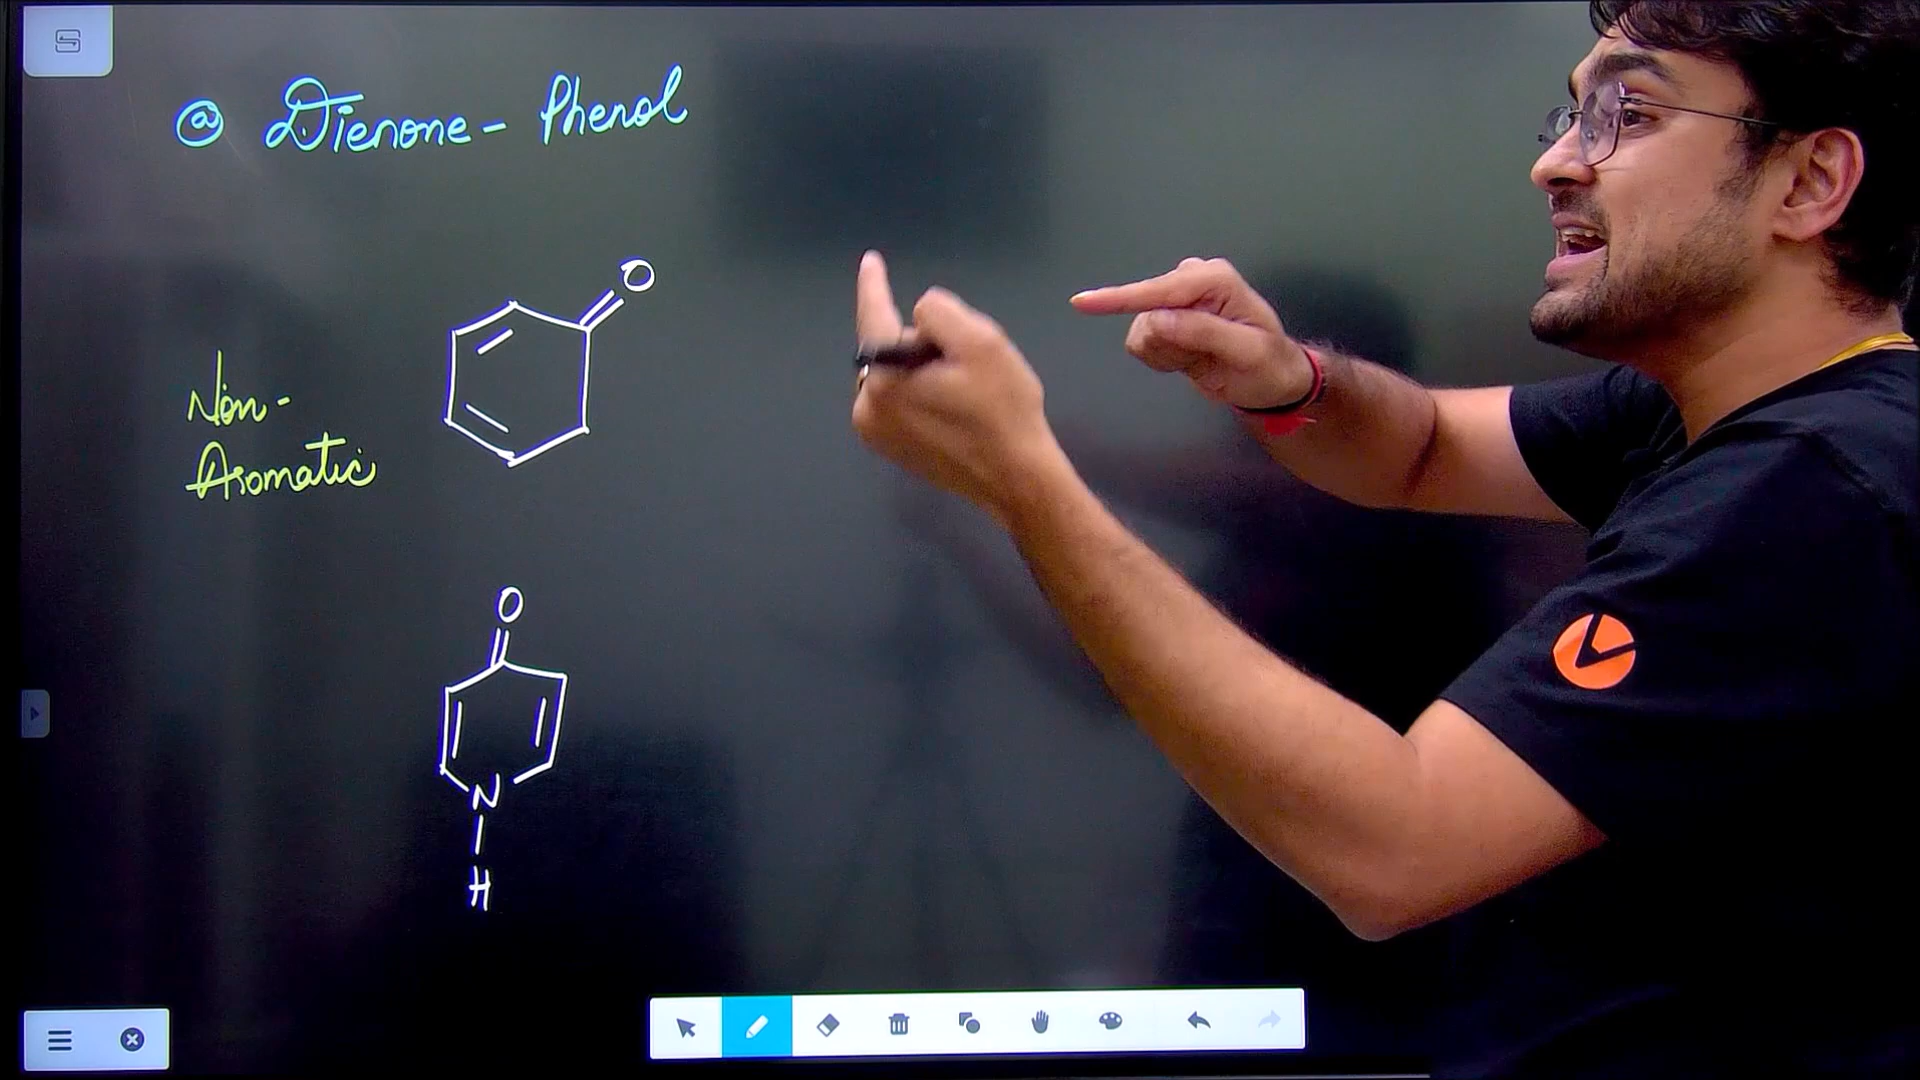 @ Dienone - Phenol
O
Non-
Aromatic
O
N
H